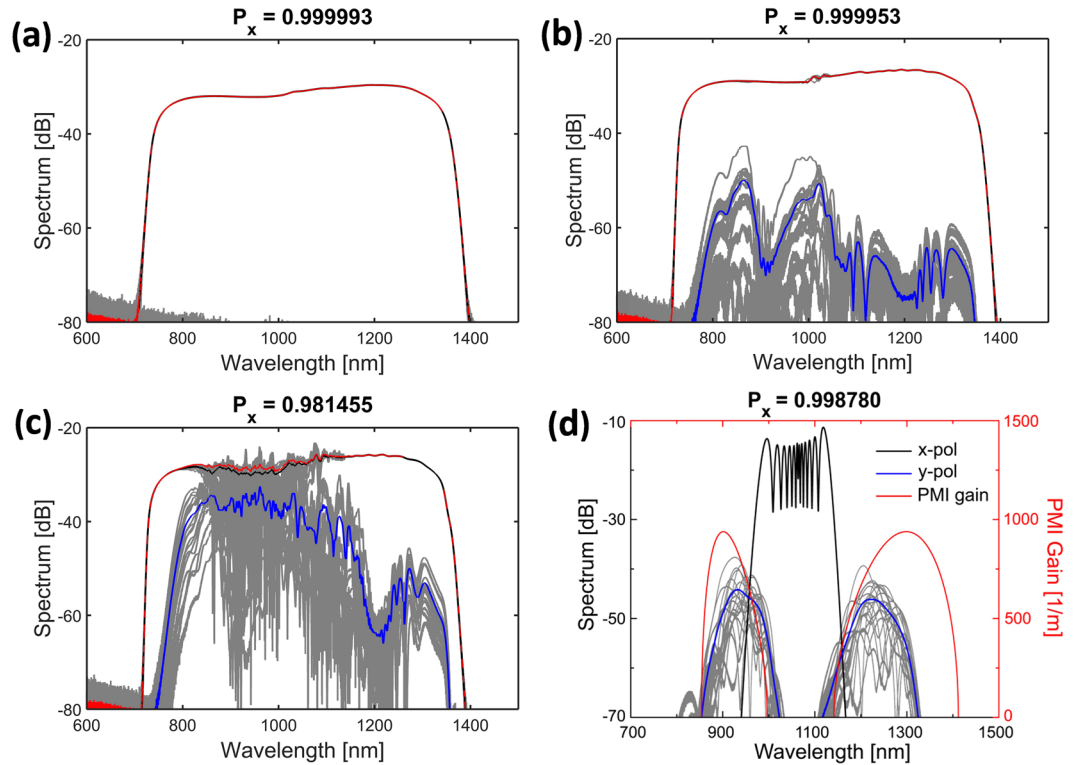 (a)
Px = 0.999993
-20
-40
-60
-80
Spectrum [dB]
600 800 1000 1200 1400
Wavelength [nm]
(b)
Px = 0.999953
-20
-40
-60
-80
Spectrum [dB]
600 800 1000 1200 1400
Wavelength [nm]
(c)
Px = 0.981455
-20
-40
-60
-80
Spectrum [dB]
600 800 1000 1200 1400
Wavelength [nm]
(d)
Px = 0.998780
-10
-30
-50
-70
Spectrum [dB]
x-pol
y-pol
PMI gain
1500
1000
500
0
PMI Gain [1/m]
700 900 1100 1300 1500
Wavelength [nm]